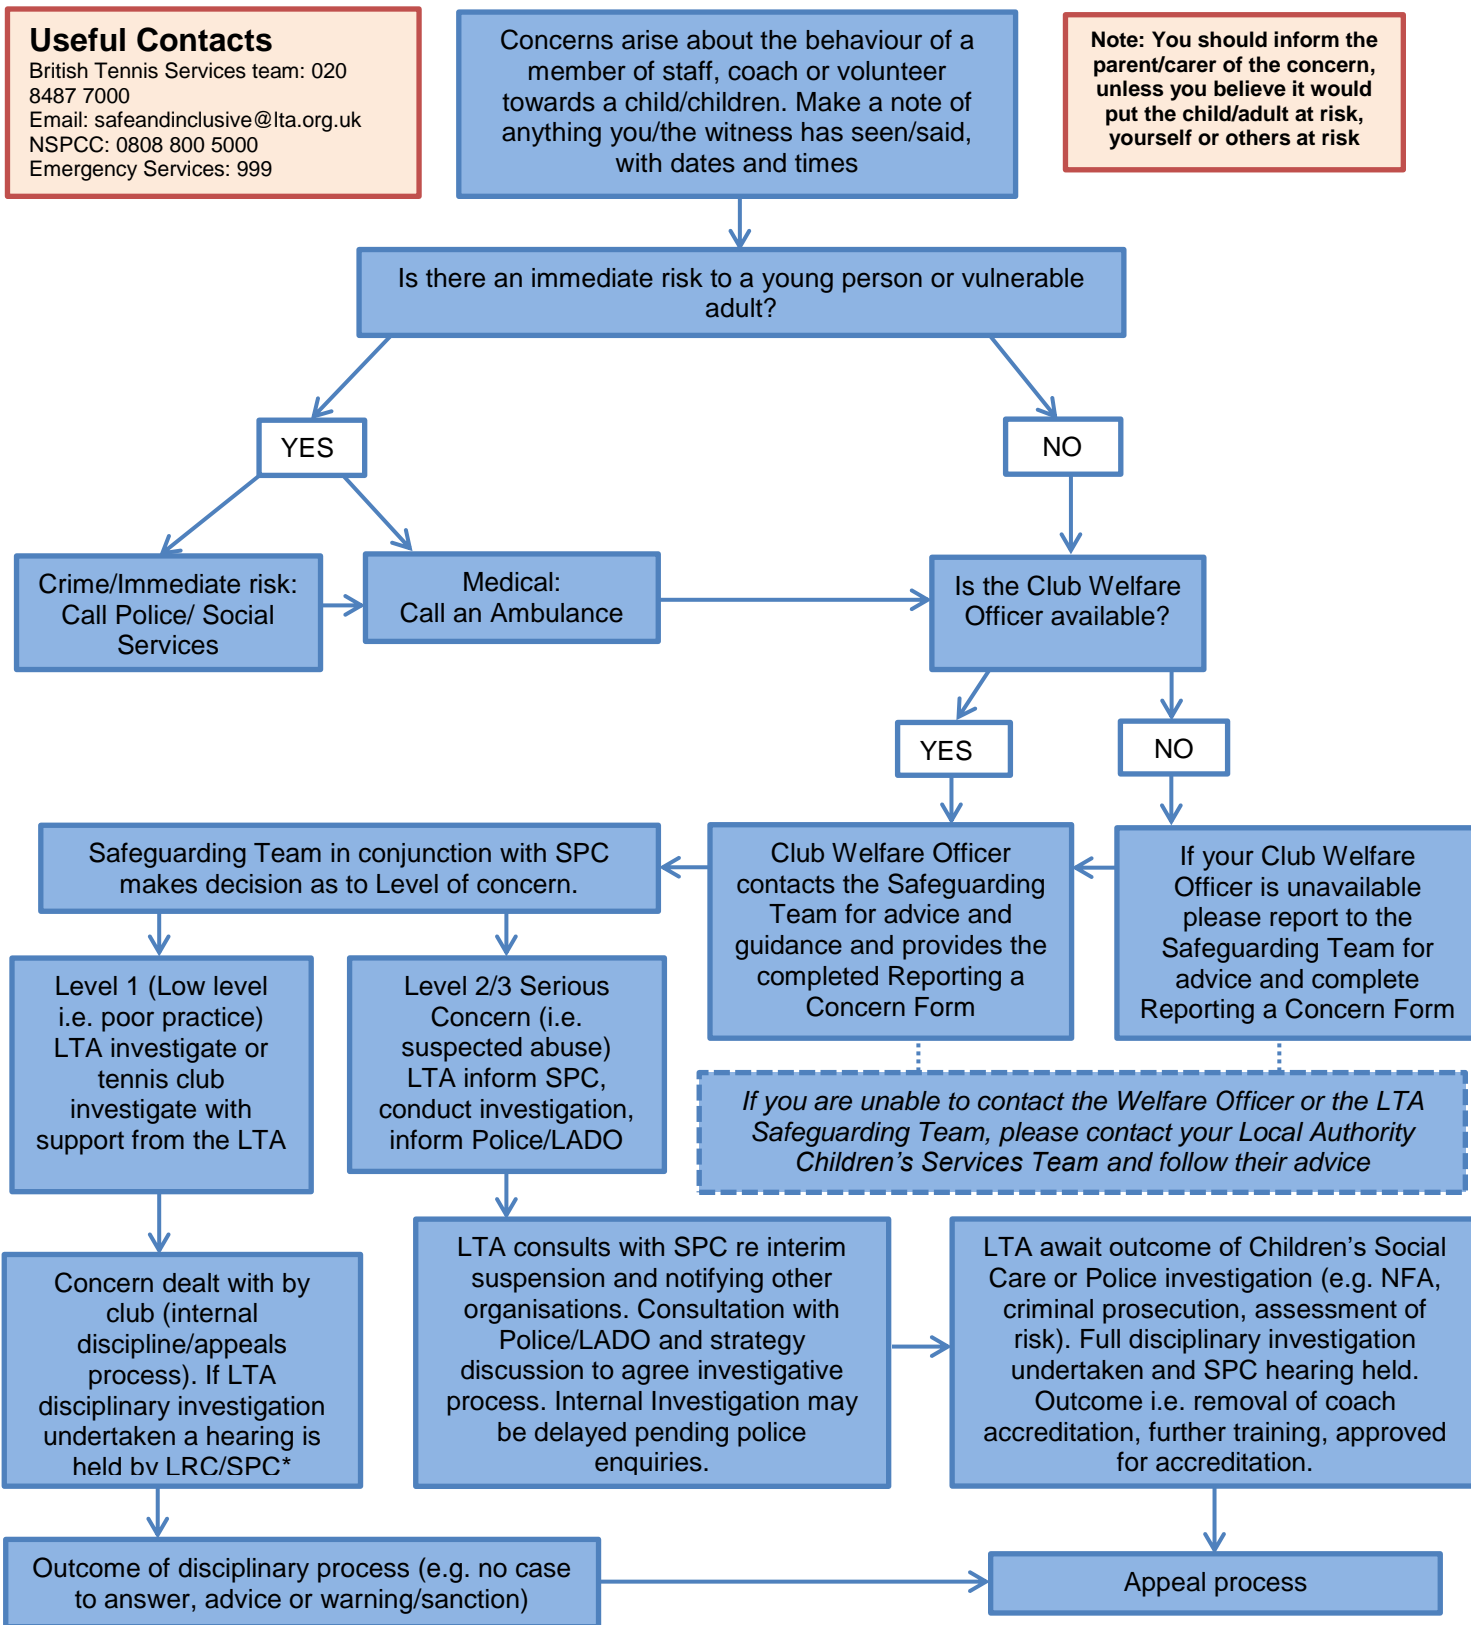 Useful Contacts
British Tennis Services team: 020
8487 7000
Email: safeandinclusive@lta.org.uk
NSPCC: 0808 800 5000
Emergency Services: 999
Concerns arise about the behaviour of a
member of staff, coach or volunteer
towards a child/children. Make a note of
anything you/the witness has seen/said,
with dates and times
Note: You should inform the
parent/carer of the concern,
unless you believe it would
put the child/adult at risk,
yourself or others at risk
Is there an immediate risk to a young person or vulnerable
adult?
YES
NO
Crime/Immediate risk:
Call Police/ Social
Services
Medical:
Call an Ambulance
Is the Club Welfare
Officer available?
YES
NO
Safeguarding Team in conjunction with SPC
makes decision as to Level of concern.
Club Welfare Officer
contacts the Safeguarding
Team for advice and
guidance and provides the
completed Reporting a
Concern Form
If your Club Welfare
Officer is unavailable
please report to the
Safeguarding Team for
advice and complete
Reporting a Concern Form
Level 1 (Low level
i.e. poor practice)
LTA investigate or
tennis club
investigate with
support from the LTA
Level 2/3 Serious
Concern (i.e.
suspected abuse)
LTA inform SPC,
conduct investigation,
inform Police/LADO
If you are unable to contact the Welfare Officer or the LTA
Safeguarding Team, please contact your Local Authority
Children's Services Team and follow their advice
Concern dealt with by
club (internal
discipline/appeals
process). If LTA
disciplinary investigation
undertaken a hearing is
held by LRC/SPC*
LTA consults with SPC re interim
suspension and notifying other
organisations. Consultation with
Police/LADO and strategy
discussion to agree investigative
process. Internal Investigation may
be delayed pending police
enquiries.
LTA await outcome of Children's Social
Care or Police investigation (e.g. NFA,
criminal prosecution, assessment of
risk). Full disciplinary investigation
undertaken and SPC hearing held.
Outcome i.e. removal of coach
accreditation, further training, approved
for accreditation.
Outcome of disciplinary process (e.g. no case
to answer, advice or warning/sanction)
Appeal process